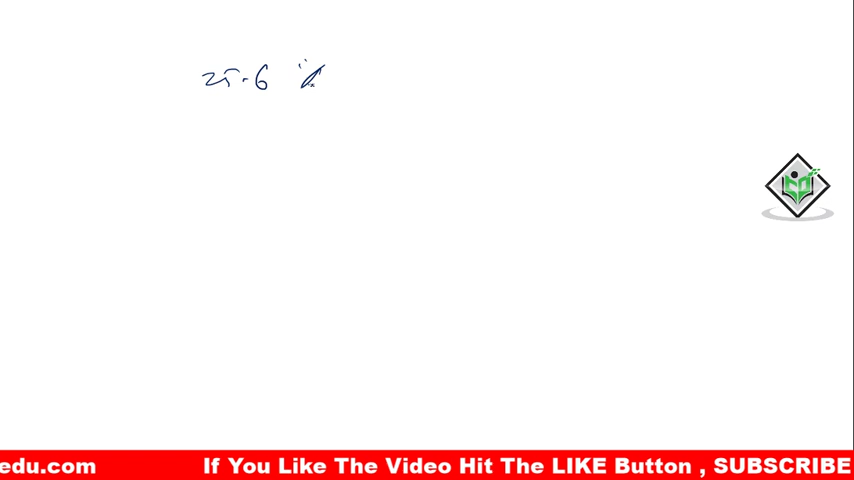 25.6 %
edu.com If You Like The Video Hit The LIKE Button , SUBSCRIBE